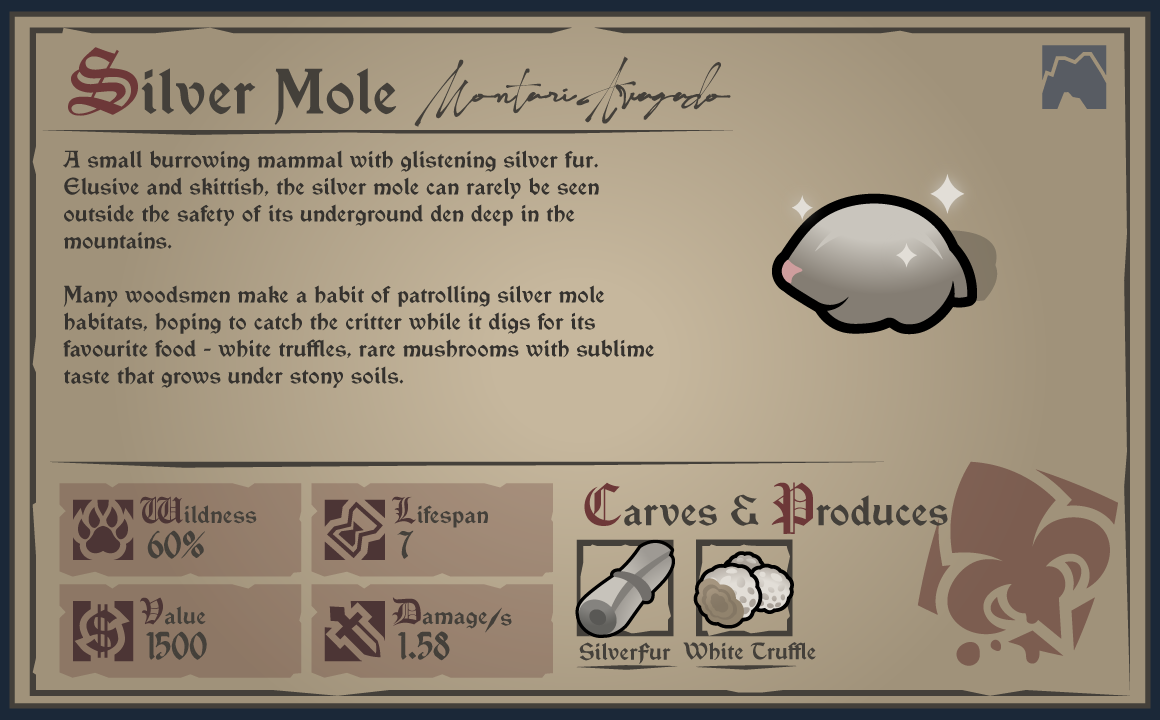 Silver Mole Montari Avagado
A small burrowing mammal with glistening silver fur.
Elusive and skittish, the silver mole can rarely be seen
outside the safety of its underground den deep in the
mountains.
Many woodsmen make a habit of patrolling silver mole
habitats, hoping to catch the critter while it digs for its
favourite food - white truffles, rare mushrooms with sublime
taste that grows under stony soils.
Wildness
60%
Lifespan
7
Value
1500
Damage/s
1.58
Carves & Produces
Silverfur
White Truffle